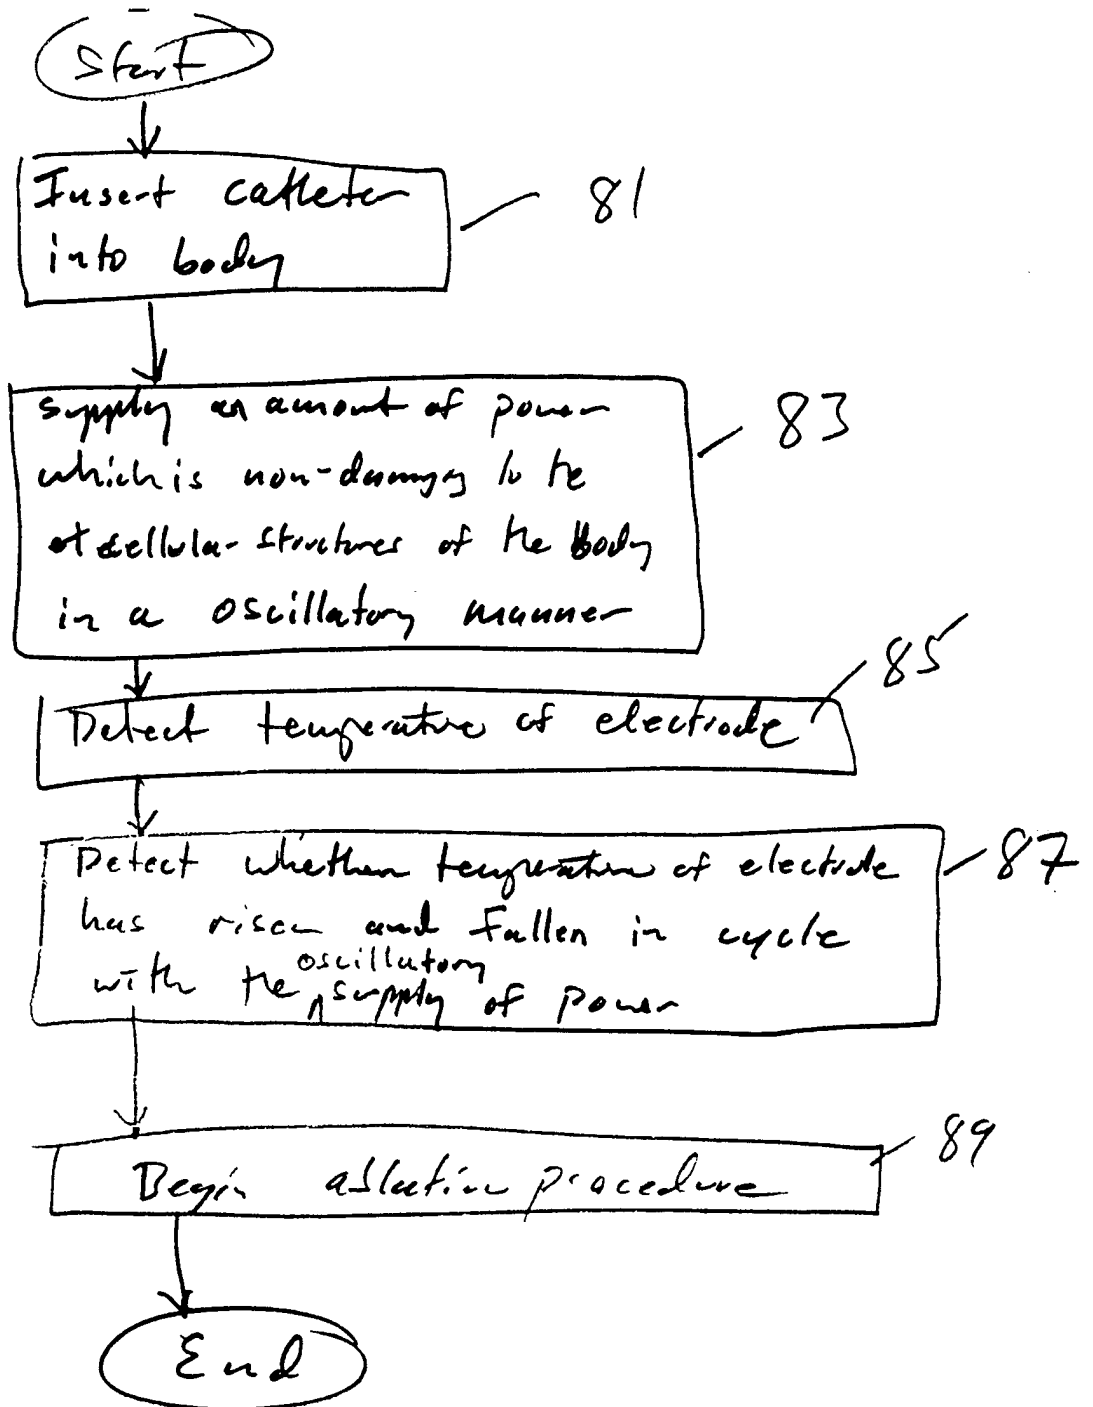 Start
Insert catheter
81
into body
supply an amount of power
83
which is non-damaging to the
cellular structures of the body
in a oscillatory manner
85
Detect temperature of electrode
Detect whether temperature of electrode
87
has risen and fallen in cycle
with the oscillatory supply of power
89
Begin ablation procedure
End